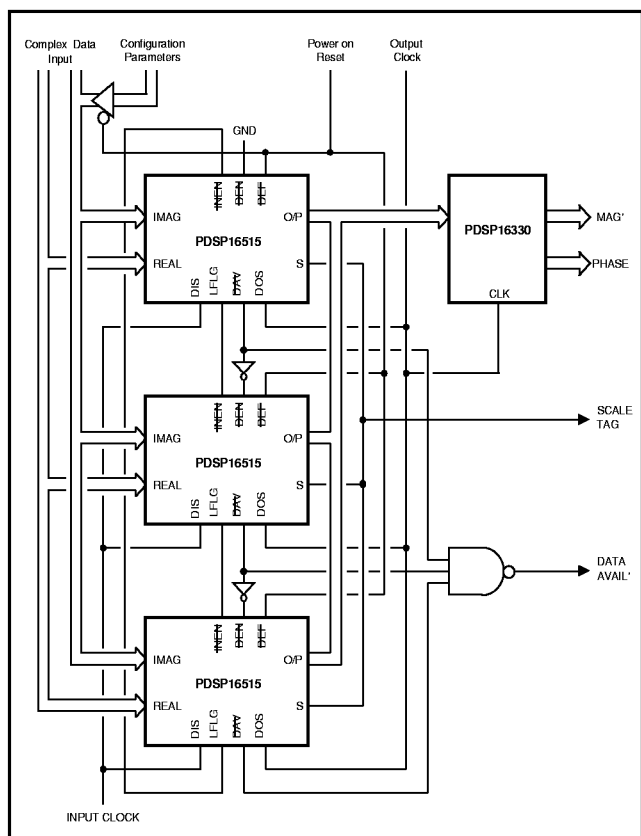 Complex Data
Input
Configuration
Parameters
Power on
Reset
Output
Clock
GND
INEN
DEN
DEF
IMAG
O/P
PDSP16515
REAL
S
DIS
LFLG
DAV
DOS
PDSP16330
CLK
MAG'
PHASE
INEN
DEN
DEF
IMAG
O/P
PDSP16515
REAL
S
DIS
LFLG
DAV
DOS
SCALE
TAG
DATA
AVAIL'
INEN
DEN
DEF
IMAG
O/P
PDSP16515
REAL
S
DIS
LFLG
DAV
DOS
INPUT CLOCK